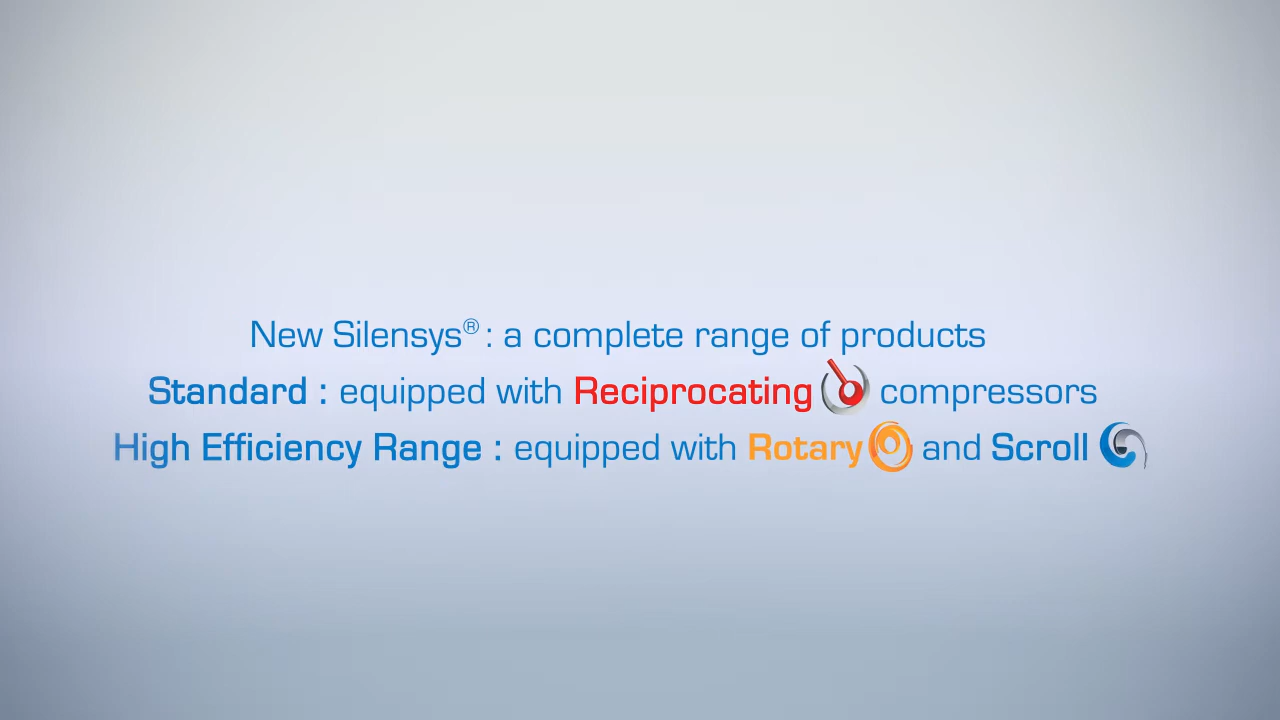 New Silensys® : a complete range of products
Standard : equipped with Reciprocating compressors
High Efficiency Range : equipped with Rotary and Scroll